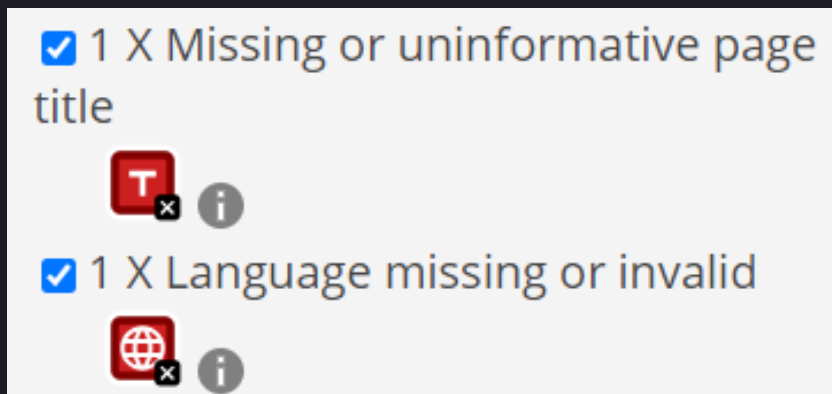 1 X Missing or uninformative page
title
T
1 X Language missing or invalid